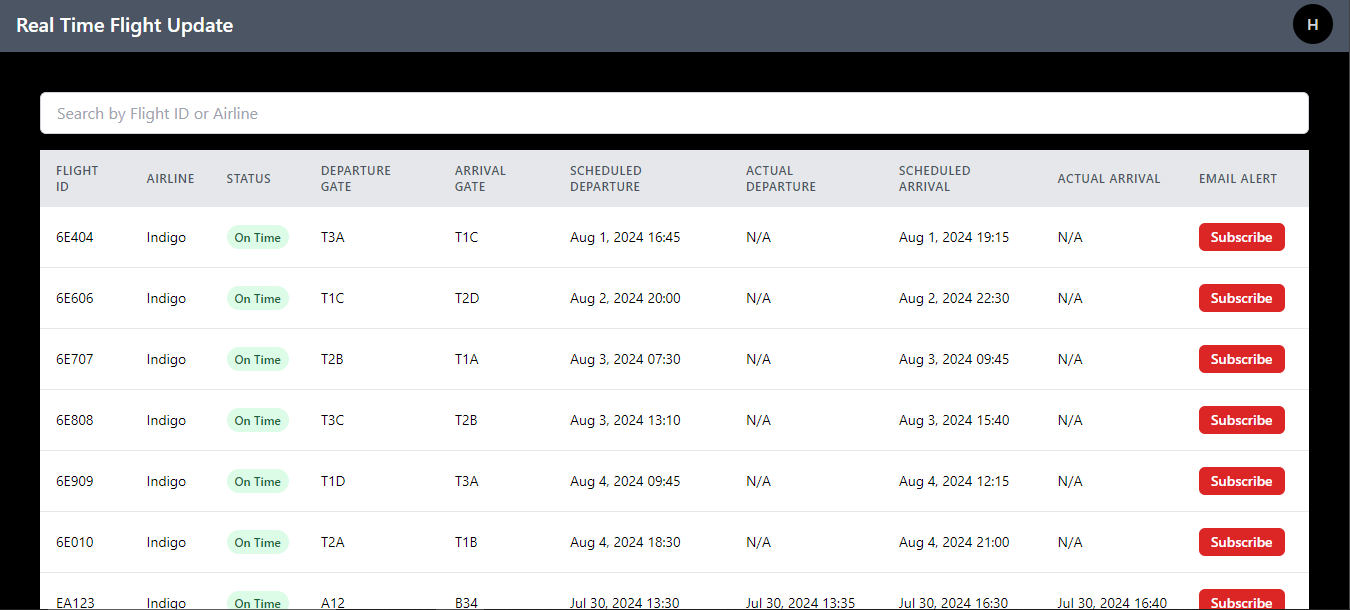 Real Time Flight Update
H
Search by Flight ID or Airline
FLIGHT ID AIRLINE STATUS DEPARTURE GATE ARRIVAL GATE SCHEDULED DEPARTURE ACTUAL DEPARTURE SCHEDULED ARRIVAL ACTUAL ARRIVAL EMAIL ALERT
6E404 Indigo On Time T3A T1C Aug 1, 2024 16:45 N/A Aug 1, 2024 19:15 N/A Subscribe
6E606 Indigo On Time T1C T2D Aug 2, 2024 20:00 N/A Aug 2, 2024 22:30 N/A Subscribe
6E707 Indigo On Time T2B T1A Aug 3, 2024 07:30 N/A Aug 3, 2024 09:45 N/A Subscribe
6E808 Indigo On Time T3C T2B Aug 3, 2024 13:10 N/A Aug 3, 2024 15:40 N/A Subscribe
6E909 Indigo On Time T1D T3A Aug 4, 2024 09:45 N/A Aug 4, 2024 12:15 N/A Subscribe
6E010 Indigo On Time T2A T1B Aug 4, 2024 18:30 N/A Aug 4, 2024 21:00 N/A Subscribe
EA123 Indigo On Time A12 B34 Jul 30, 2024 13:30 Jul 30, 2024 13:35 Jul 30, 2024 16:30 Jul 30, 2024 16:40 Subscribe